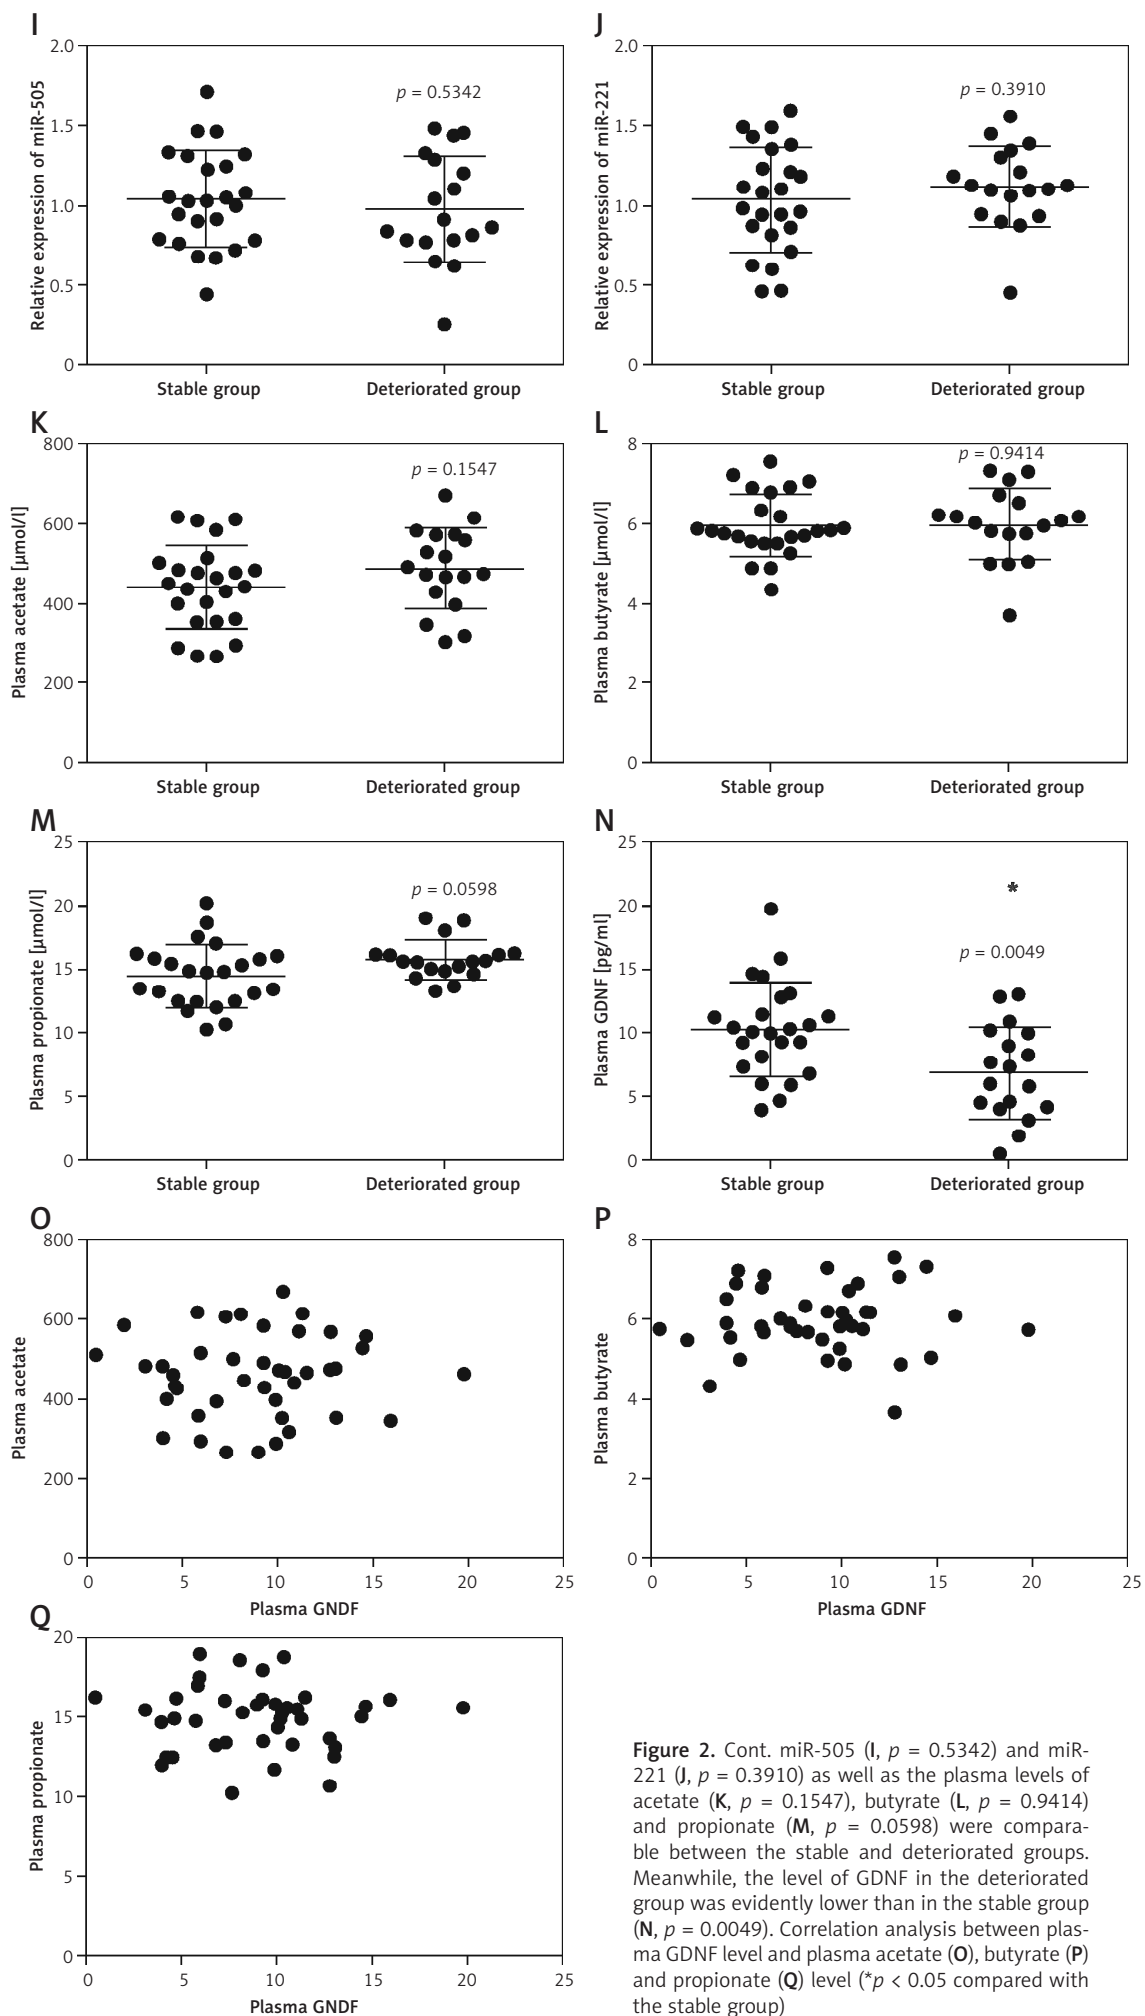 I
J
2.0
1.5
1.0
0.5
0
Relative expression of miR-505
p = 0.5342
Stable group
Deteriorated group
2.0
1.5
1.0
0.5
0
Relative expression of miR-221
p = 0.3910
Stable group
Deteriorated group
K
L
800
600
400
200
0
Plasma acetate [µmol/l]
p = 0.1547
Stable group
Deteriorated group
8
6
4
2
0
Plasma butyrate [µmol/l]
p = 0.9414
Stable group
Deteriorated group
M
N
25
20
15
10
5
0
Plasma propionate [µmol/l]
p = 0.0598
Stable group
Deteriorated group
25
20
15
10
5
0
Plasma GDNF [pg/ml]
*
p = 0.0049
Stable group
Deteriorated group
O
P
800
600
400
200
0
Plasma acetate
0 5 10 15 20 25
Plasma GNDF
8
6
4
2
0
Plasma butyrate
0 5 10 15 20 25
Plasma GDNF
Q
20
15
10
5
0
Plasma propionate
0 5 10 15 20 25
Plasma GNDF
Figure 2. Cont. miR-505 (I, p = 0.5342) and miR-
221 (J, p = 0.3910) as well as the plasma levels of
acetate (K, p = 0.1547), butyrate (L, p = 0.9414)
and propionate (M, p = 0.0598) were compara-
ble between the stable and deteriorated groups.
Meanwhile, the level of GDNF in the deteriorated
group was evidently lower than in the stable group
(N, p = 0.0049). Correlation analysis between plas-
ma GDNF level and plasma acetate (O), butyrate (P)
and propionate (Q) level (*p < 0.05 compared with
the stable group)